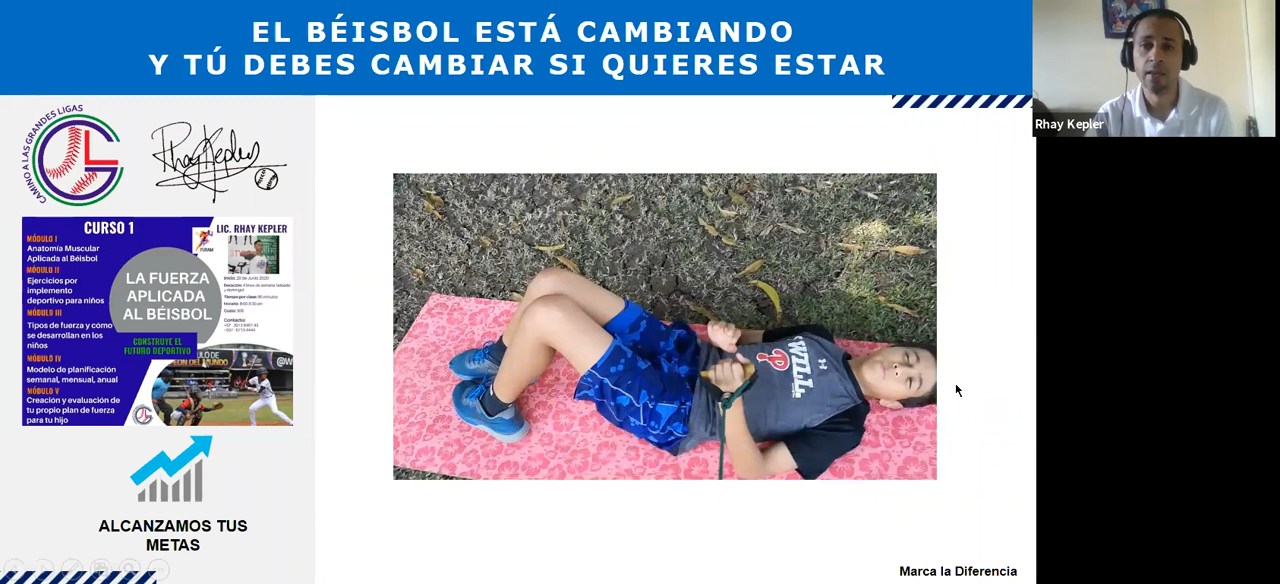 EL BÉISBOL ESTÁ CAMBIANDO
Y TÚ DEBES CAMBIAR SI QUIERES ESTAR
Rhay Kepler
CAMINO A LAS GRANDES LIGAS
Rhay Kepler
CURSO 1
LIC. RHAY KEPLER
MÓDULO I
Anatomía Muscular
Aplicada al Béisbol
MÓDULO II
Ejercicios por
implemento
deportivo para niños
MÓDULO III
Tipos de fuerza y cómo
se desarrollan en los
niños
MÓDULO IV
Modelo de planificación
semanal, mensual, anual
MÓDULO V
Creación y evaluación de
tu propio plan de fuerza
para tu hijo
LA FUERZA
APLICADA
AL BÉISBOL
CONSTRUYE EL
FUTURO DEPORTIVO
WILL
P
ALCANZAMOS TUS
METAS
Marca la Diferencia